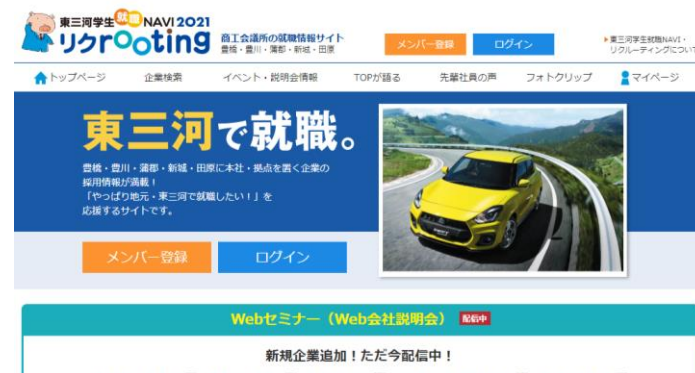 東三河学生就職NAVI 2021
リクrooting
商工会議所の就職情報サイト
豊橋・豊川・蒲郡・新城・田原
メンバー登録
ログイン
東三河学生就職NAVI・
リクルーティングについ
トップページ
企業検索
イベント・説明会情報
TOPが語る
先輩社員の声
フォトクリップ
マイページ
東三河で就職。
豊橋・豊川・蒲郡・新城・田原に本社・拠点を置く企業の
採用情報が満載!
「やっぱり地元・東三河で就職したい!」を
応援するサイトです。
メンバー登録
ログイン
Webセミナー(Web会社説明会) 配信中
新規企業追加!ただ今配信中!